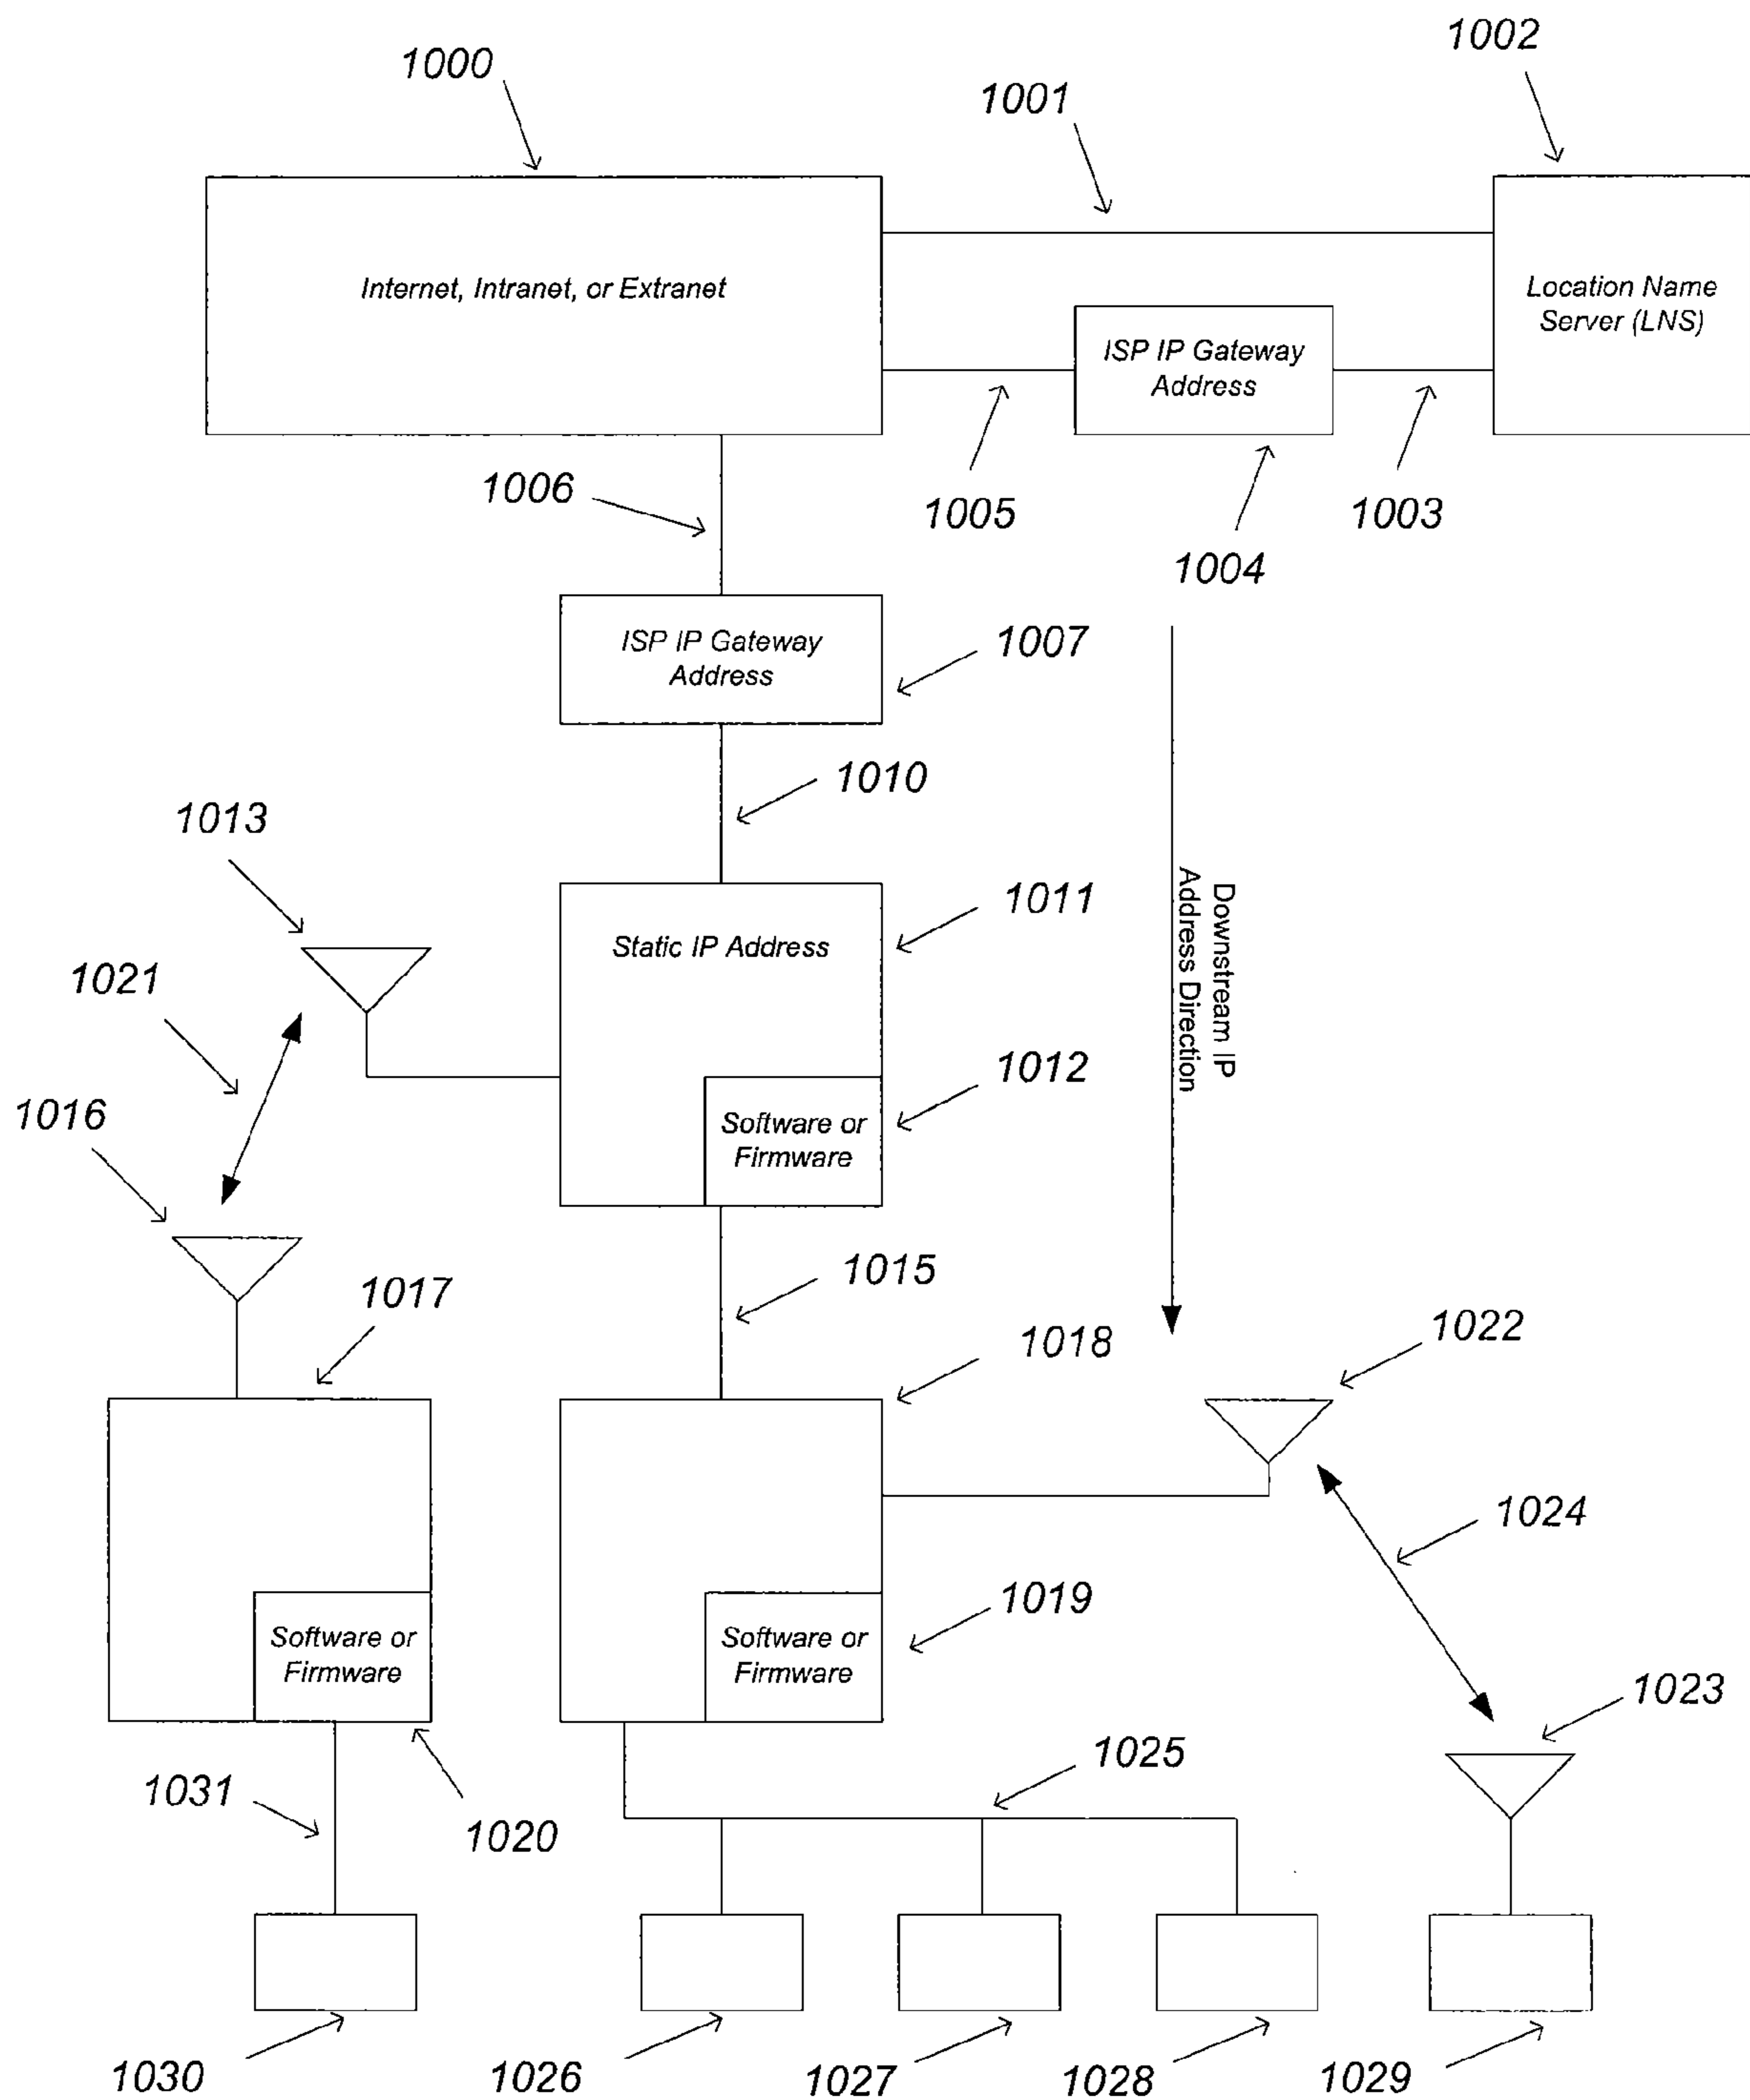 1000
1001
1002
Internet, Intranet, or Extranet
Location Name
Server (LNS)
ISP IP Gateway
Address
1006
1005
1003
1004
ISP IP Gateway
Address
1007
1010
1013
1011
Static IP Address
Downstream IP
Address Direction
1021
1012
Software or
Firmware
1016
1015
1017
1018
1022
1024
1019
Software or
Firmware
Software or
Firmware
1023
1025
1031
1020
1030
1026
1027
1028
1029